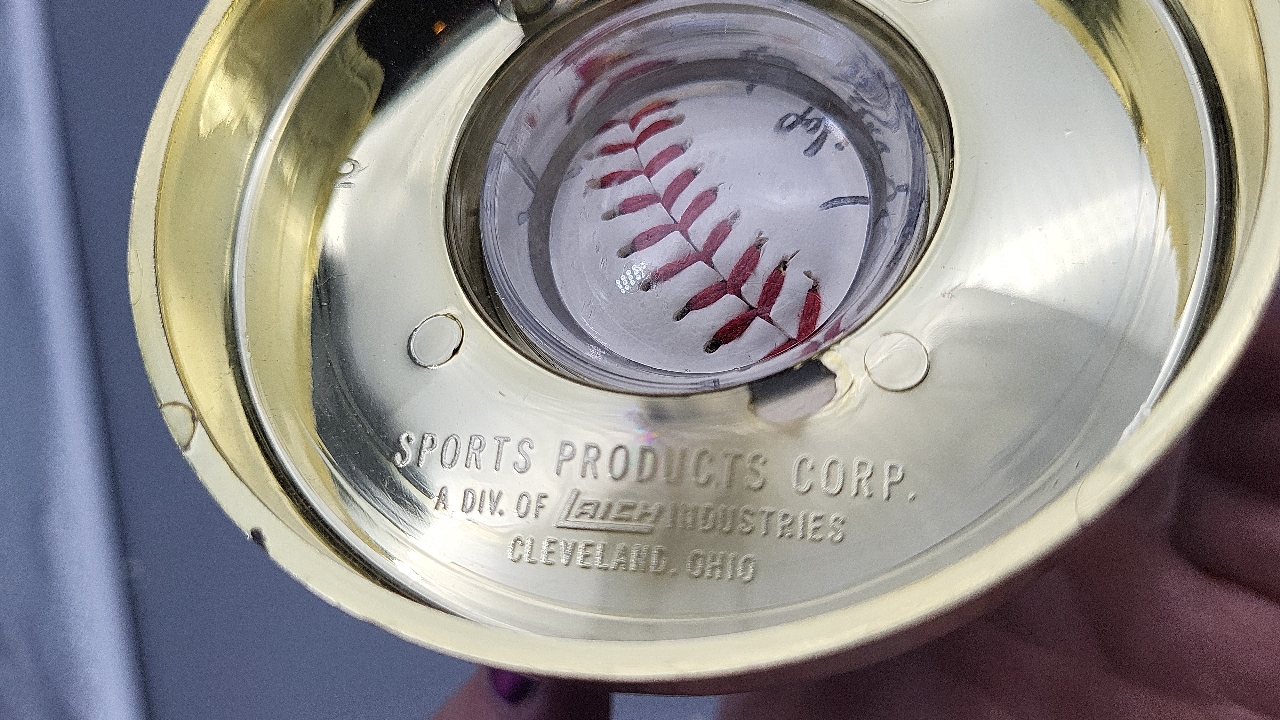 SPORTS PRODUCTS CORP.
A DIV. OF LAICH INDUSTRIES
CLEVELAND, OHIO